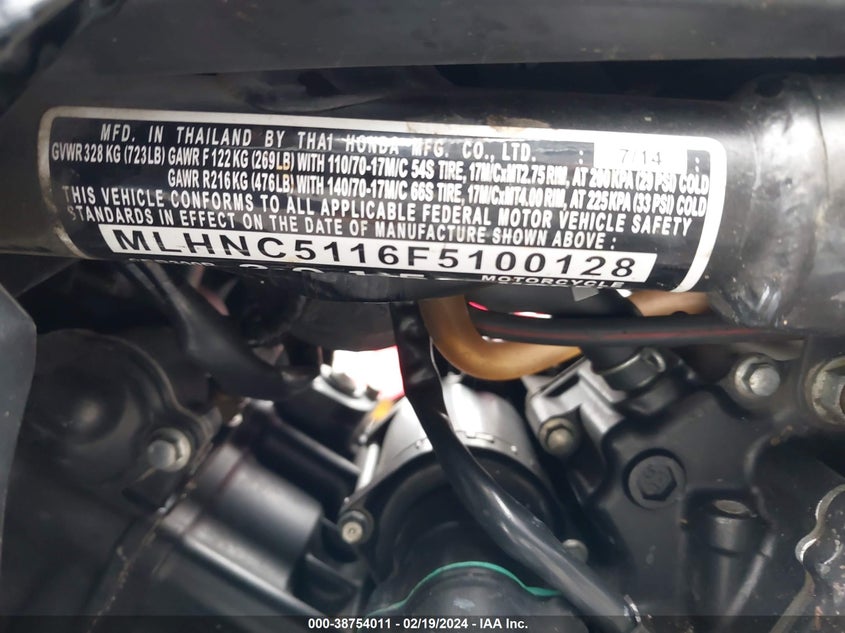 MFD. IN THAILAND BY THAI HONDA MFG. CO., LTD. : 7/14 :
GVWR 328 KG (723LB) GAWR F 122 KG (269LB) WITH 110/70-17M/C 54S TIRE, 17M/CxMT2.75 RIM, AT 200 KPA (29 PSI) COLD
GAWR R 216 KG (476LB) WITH 140/70-17M/C 66S TIRE, 17M/CxMT4.00 RIM, AT 225 KPA (33 PSI) COLD
THIS VEHICLE CONFORMS TO ALL APPLICABLE FEDERAL MOTOR VEHICLE SAFETY
STANDARDS IN EFFECT ON THE DATE OF MANUFACTURE SHOWN ABOVE :
MLHNC5116F5100128
MOTORCYCLE
000-38754011 - 02/19/2024 - IAA Inc.